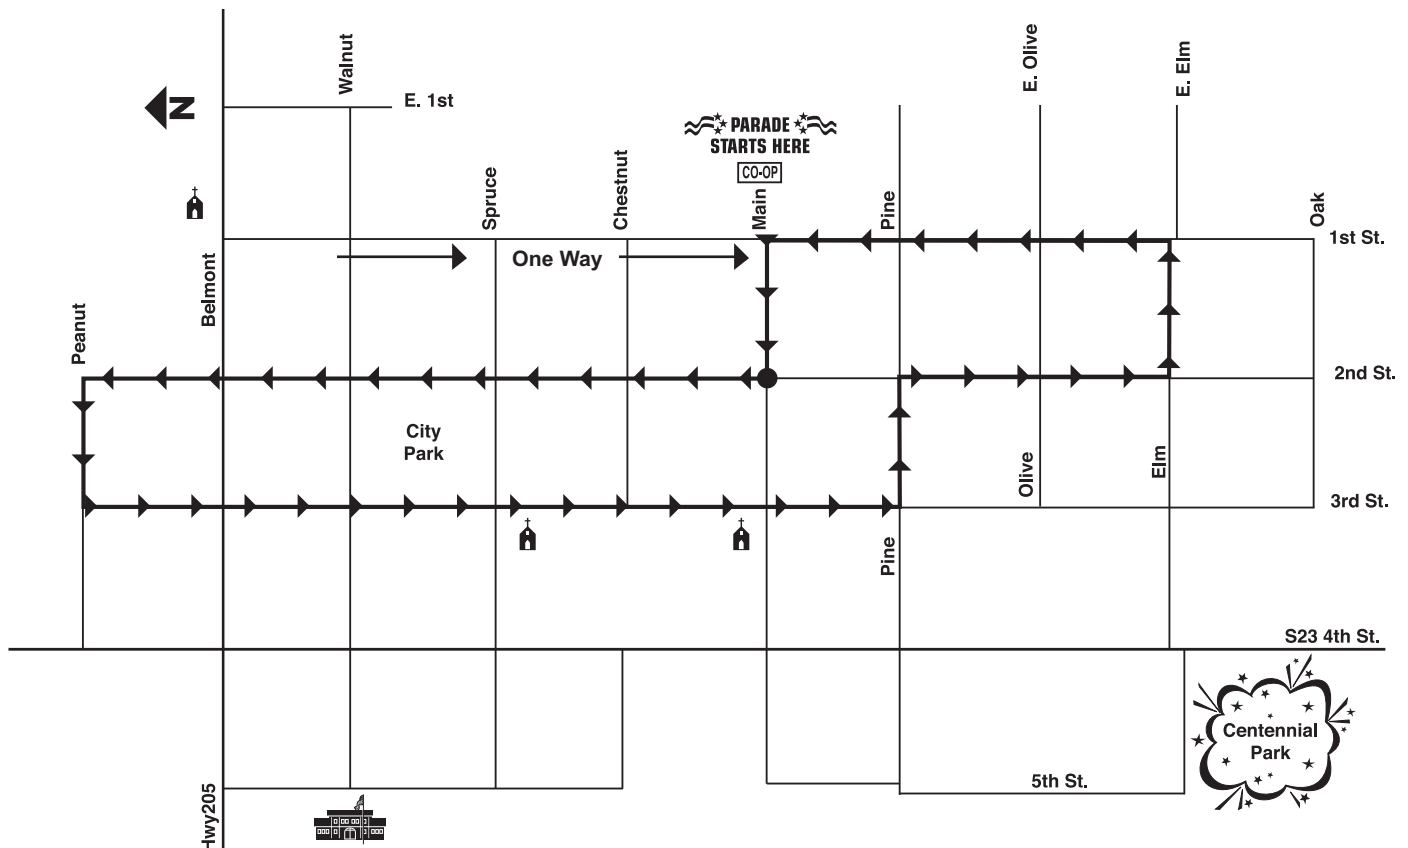 Walnut
E. Olive
E. Elm
E. 1st
N
PARADE
STARTS HERE
CO-OP
Spruce
Chestnut
Main
Pine
Oak
1st St.
One Way
Belmont
Peanut
2nd St.
City
Park
Olive
Elm
3rd St.
Pine
S23 4th St.
Centennial
Park
5th St.
Hwy205